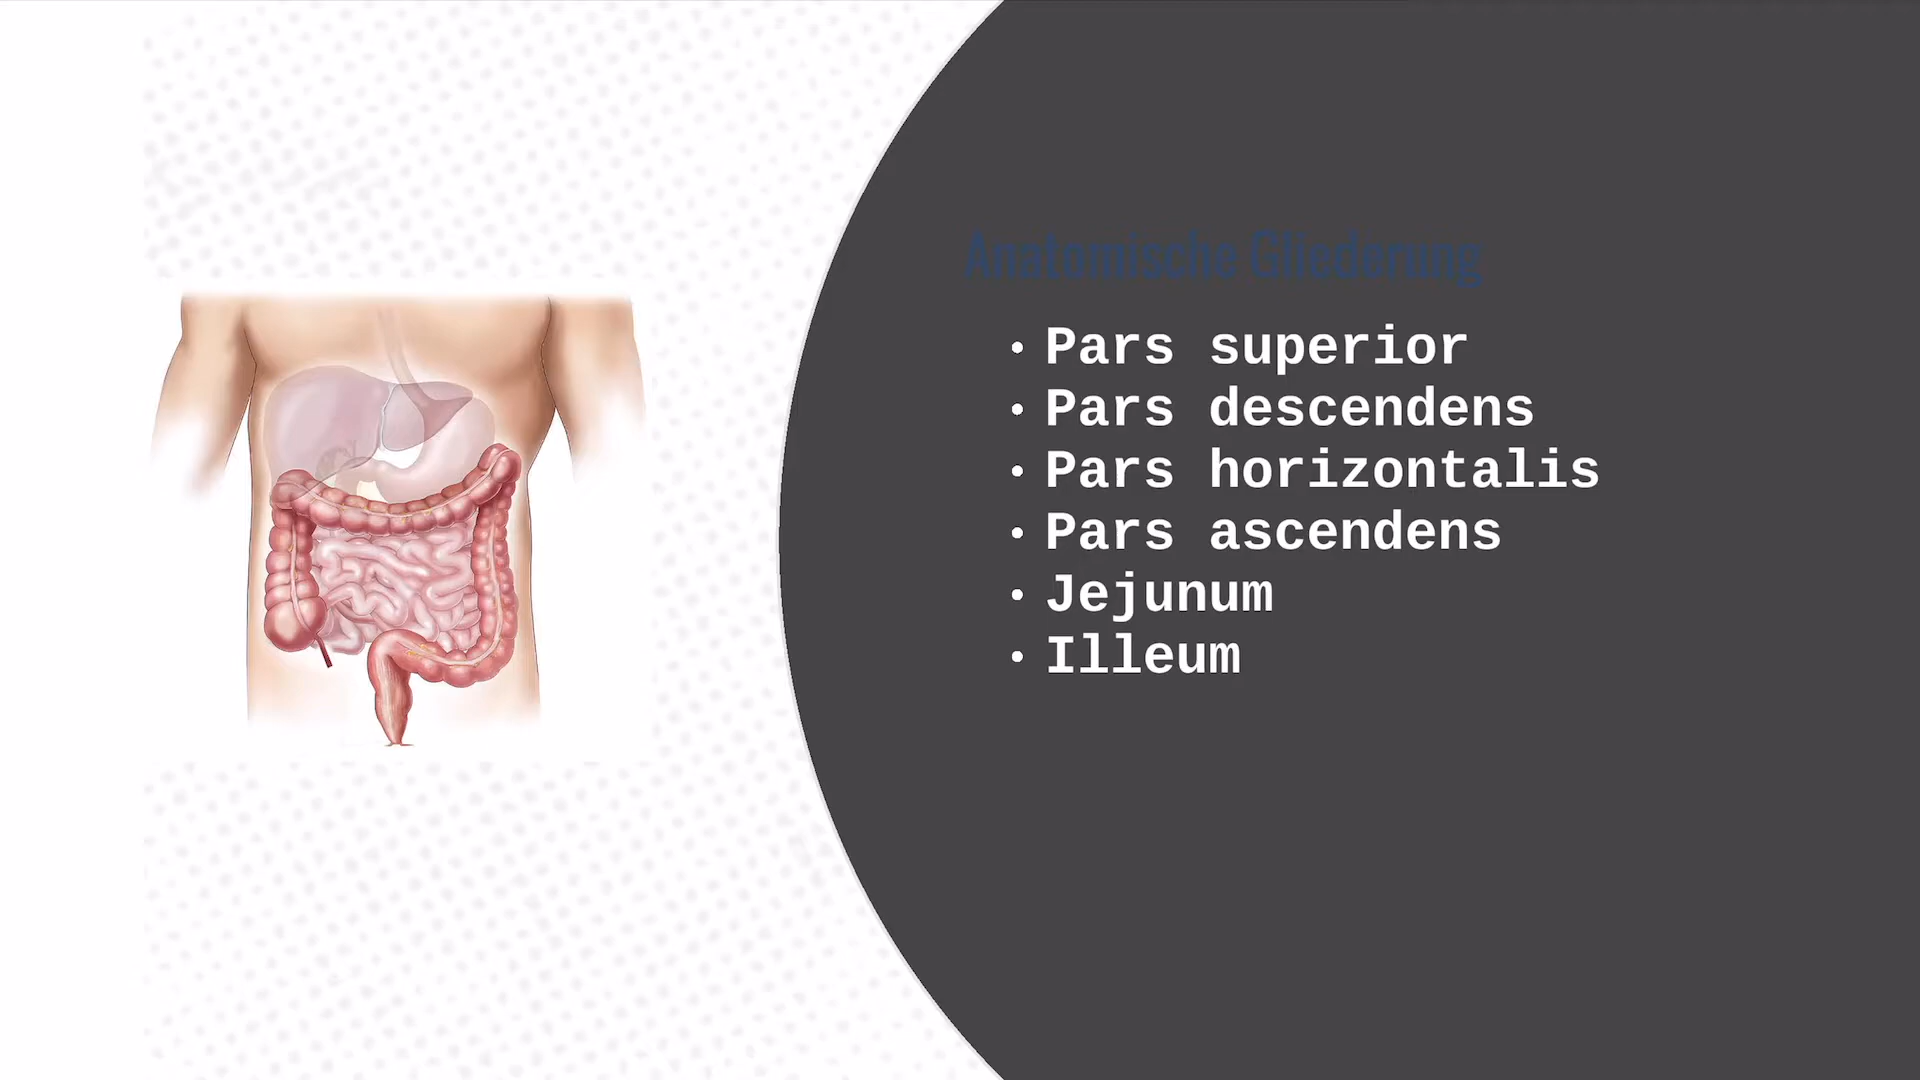 Anatomische Gliederung
• Pars superior
• Pars descendens
• Pars horizontalis
• Pars ascendens
• Jejunum
• Illeum